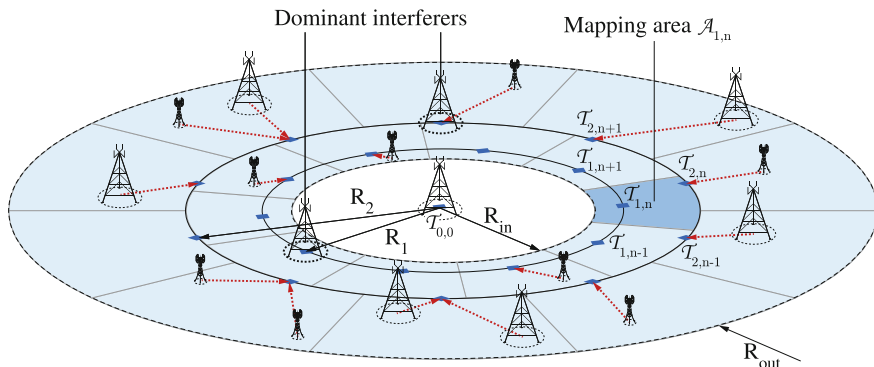 Dominant interferers
Mapping area 𝒜1,n
𝒯2,n+1
𝒯1,n+1
𝒯2,n
R2
𝒯1,n
Rin
𝒯0,0
R1
𝒯1,n-1
𝒯2,n-1
Rout